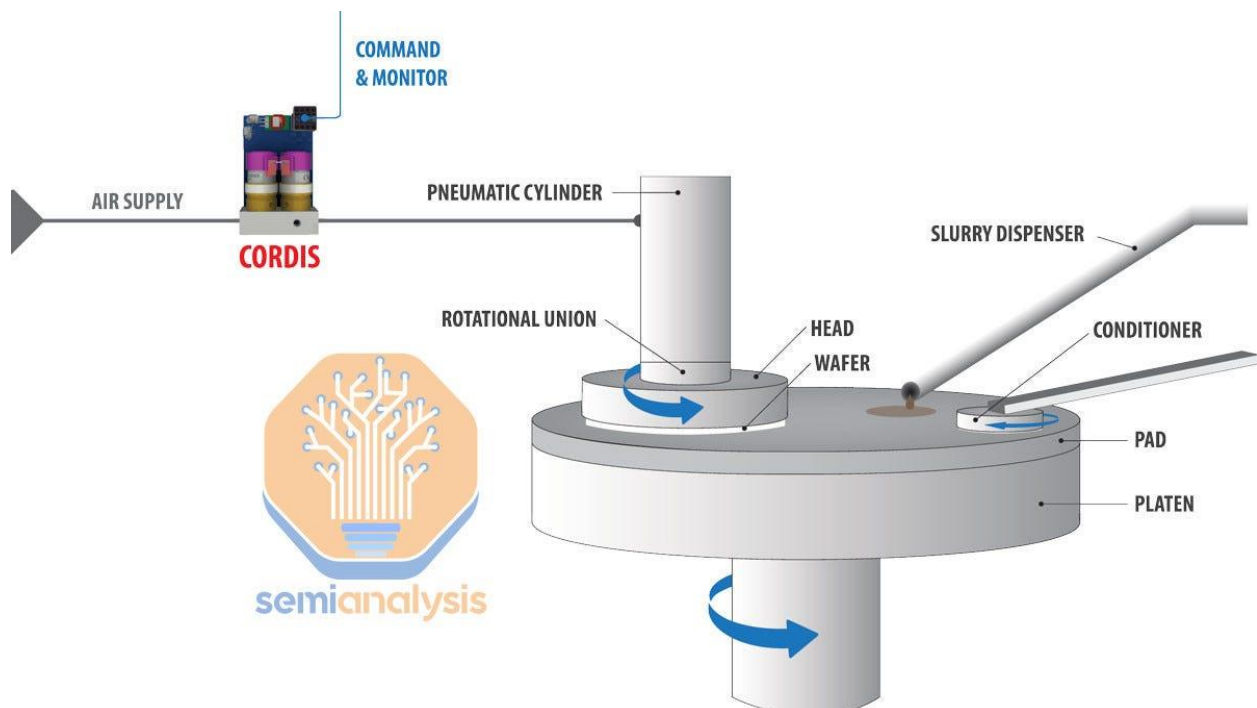 COMMAND
& MONITOR
AIR SUPPLY
CORDIS
PNEUMATIC CYLINDER
SLURRY DISPENSER
ROTATIONAL UNION
HEAD
WAFER
CONDITIONER
PAD
PLATEN
semianalysis